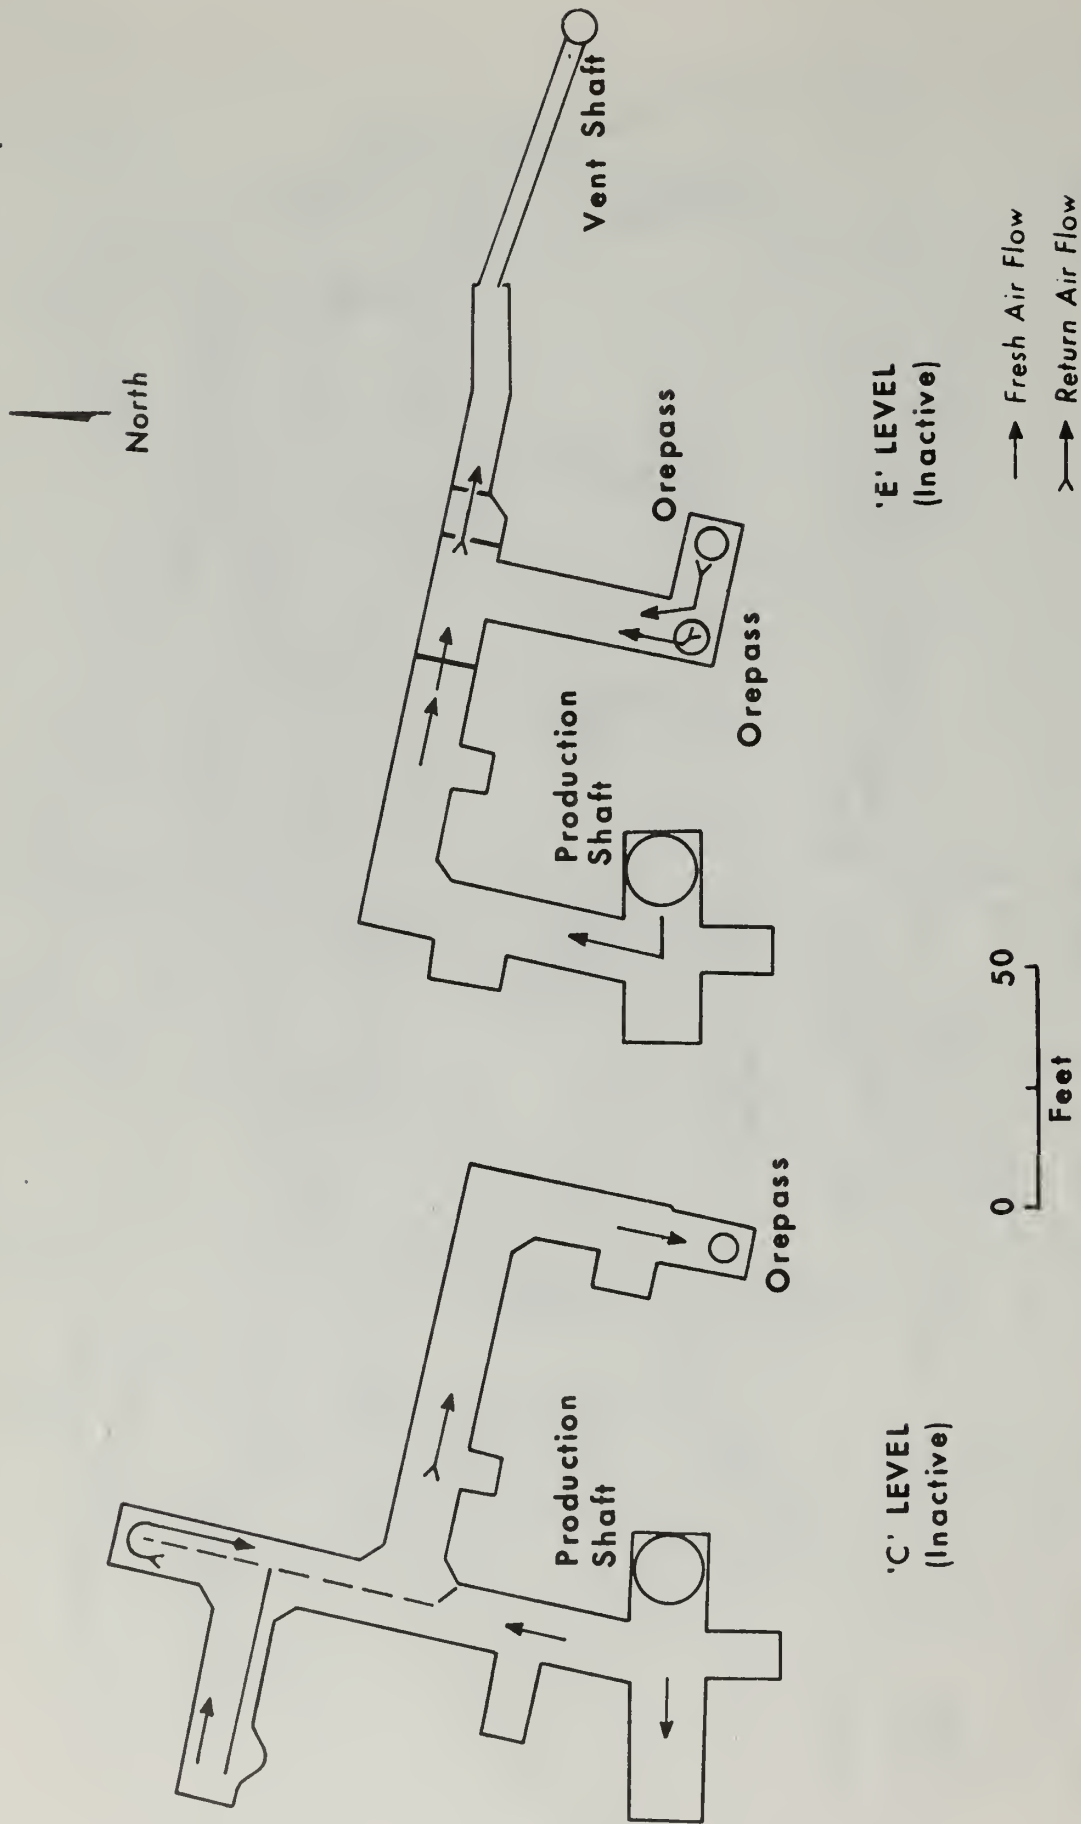 North
Vent Shaft
Orepass
Orepass
Production
Shaft
'E' LEVEL
(Inactive)
Fresh Air Flow
Return Air Flow
Orepass
Production
Shaft
'C' LEVEL
(Inactive)
0 50
Feet